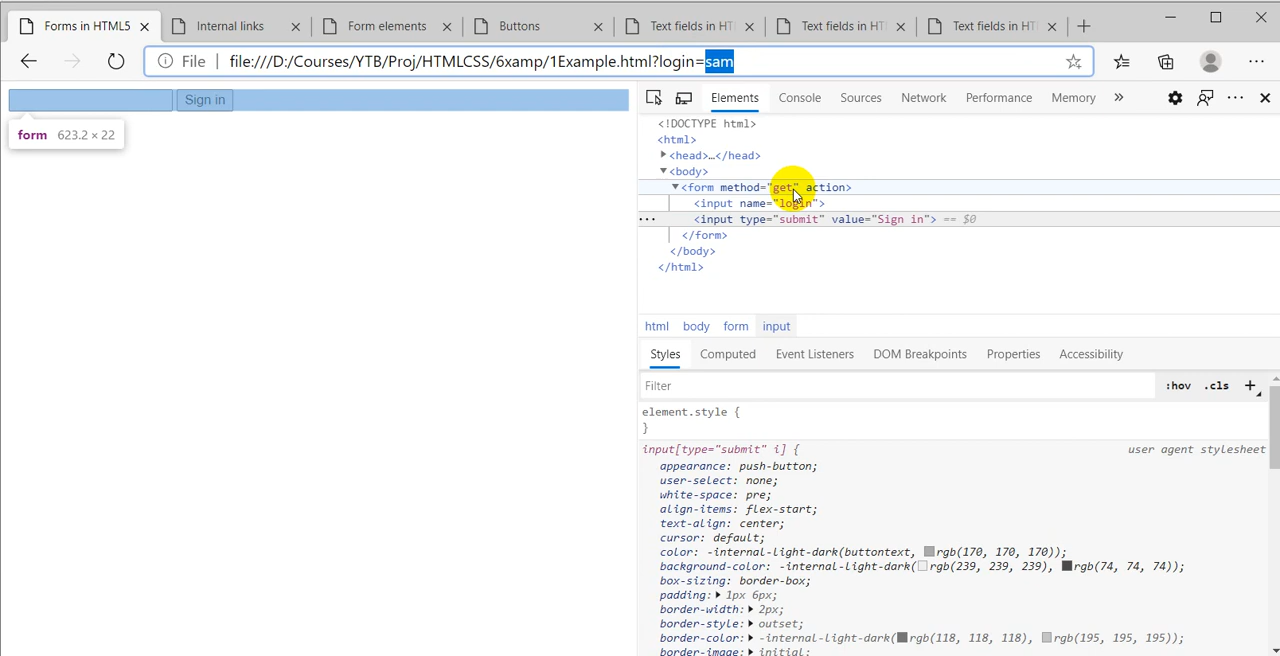 Forms in HTML5 Internal links Form elements Buttons Text fields in HT Text fields in HT Text fields in HT
File file:///D:/Courses/YTB/Proj/HTMLCSS/6xamp/1Example.html?login=sam
Sign in
form 623.2 × 22
Elements Console Sources Network Performance Memory »
<!DOCTYPE html>
<html>
<head>…</head>
<body>
<form method="get" action>
<input name="login">
<input type="submit" value="Sign in"> == $0
</form>
</body>
</html>
html body form input
Styles Computed Event Listeners DOM Breakpoints Properties Accessibility
Filter :hov .cls +
element.style {
}
input[type="submit" i] { user agent stylesheet
appearance: push-button;
user-select: none;
white-space: pre;
align-items: flex-start;
text-align: center;
cursor: default;
color: -internal-light-dark(buttontext, rgb(170, 170, 170));
background-color: -internal-light-dark(rgb(239, 239, 239), rgb(74, 74, 74));
box-sizing: border-box;
padding: 1px 6px;
border-width: 2px;
border-style: outset;
border-color: -internal-light-dark(rgb(118, 118, 118), rgb(195, 195, 195));
border-image: initial;